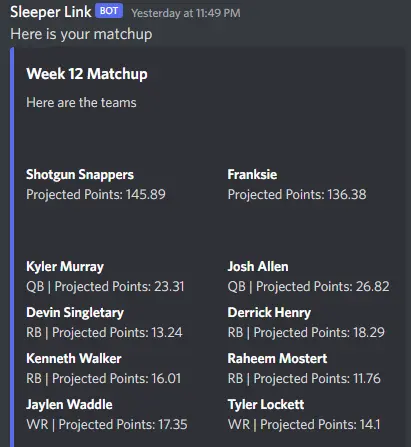 Sleeper Link BOT Yesterday at 11:49 PM
Here is your matchup
Week 12 Matchup
Here are the teams
Shotgun Snappers Franksie
Projected Points: 145.89 Projected Points: 136.38
Kyler Murray Josh Allen
QB | Projected Points: 23.31 QB | Projected Points: 26.82
Devin Singletary Derrick Henry
RB | Projected Points: 13.24 RB | Projected Points: 18.29
Kenneth Walker Raheem Mostert
RB | Projected Points: 16.01 RB | Projected Points: 11.76
Jaylen Waddle Tyler Lockett
WR | Projected Points: 17.35 WR | Projected Points: 14.1